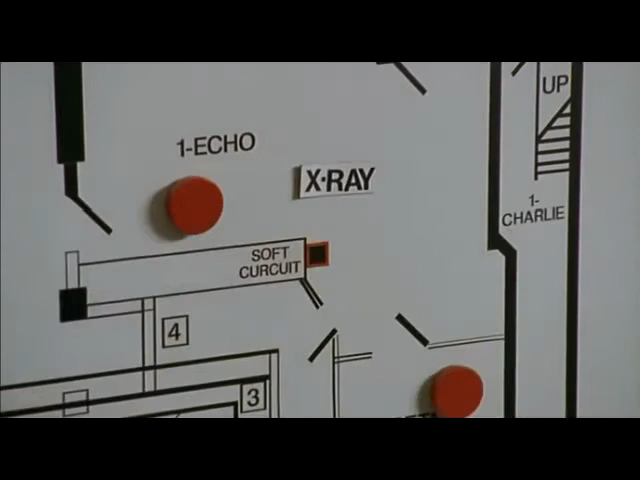 UP
1-ECHO
X·RAY
1-
CHARLIE
SOFT
CURCUIT
4
3